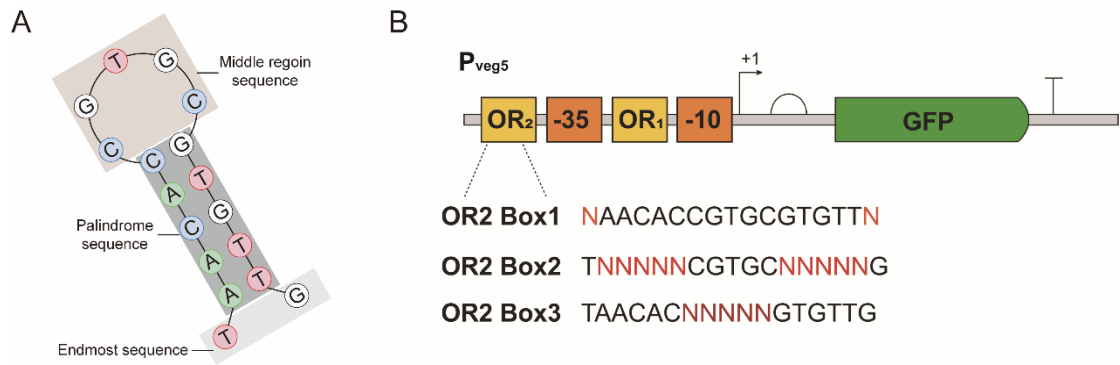 A
T G
G C
C C G
A T
C G
A T
A T G
T
Middle regoin
sequence
Palindrome
sequence
Endmost sequence
B
Pveg5
+1
OR₂ -35 OR₁ -10 GFP
OR2 Box1 NAACACCGTGCGTGTTN
OR2 Box2 TNNNNNCGTGCNNNNNG
OR2 Box3 TAACACNNNNNGTGTTG